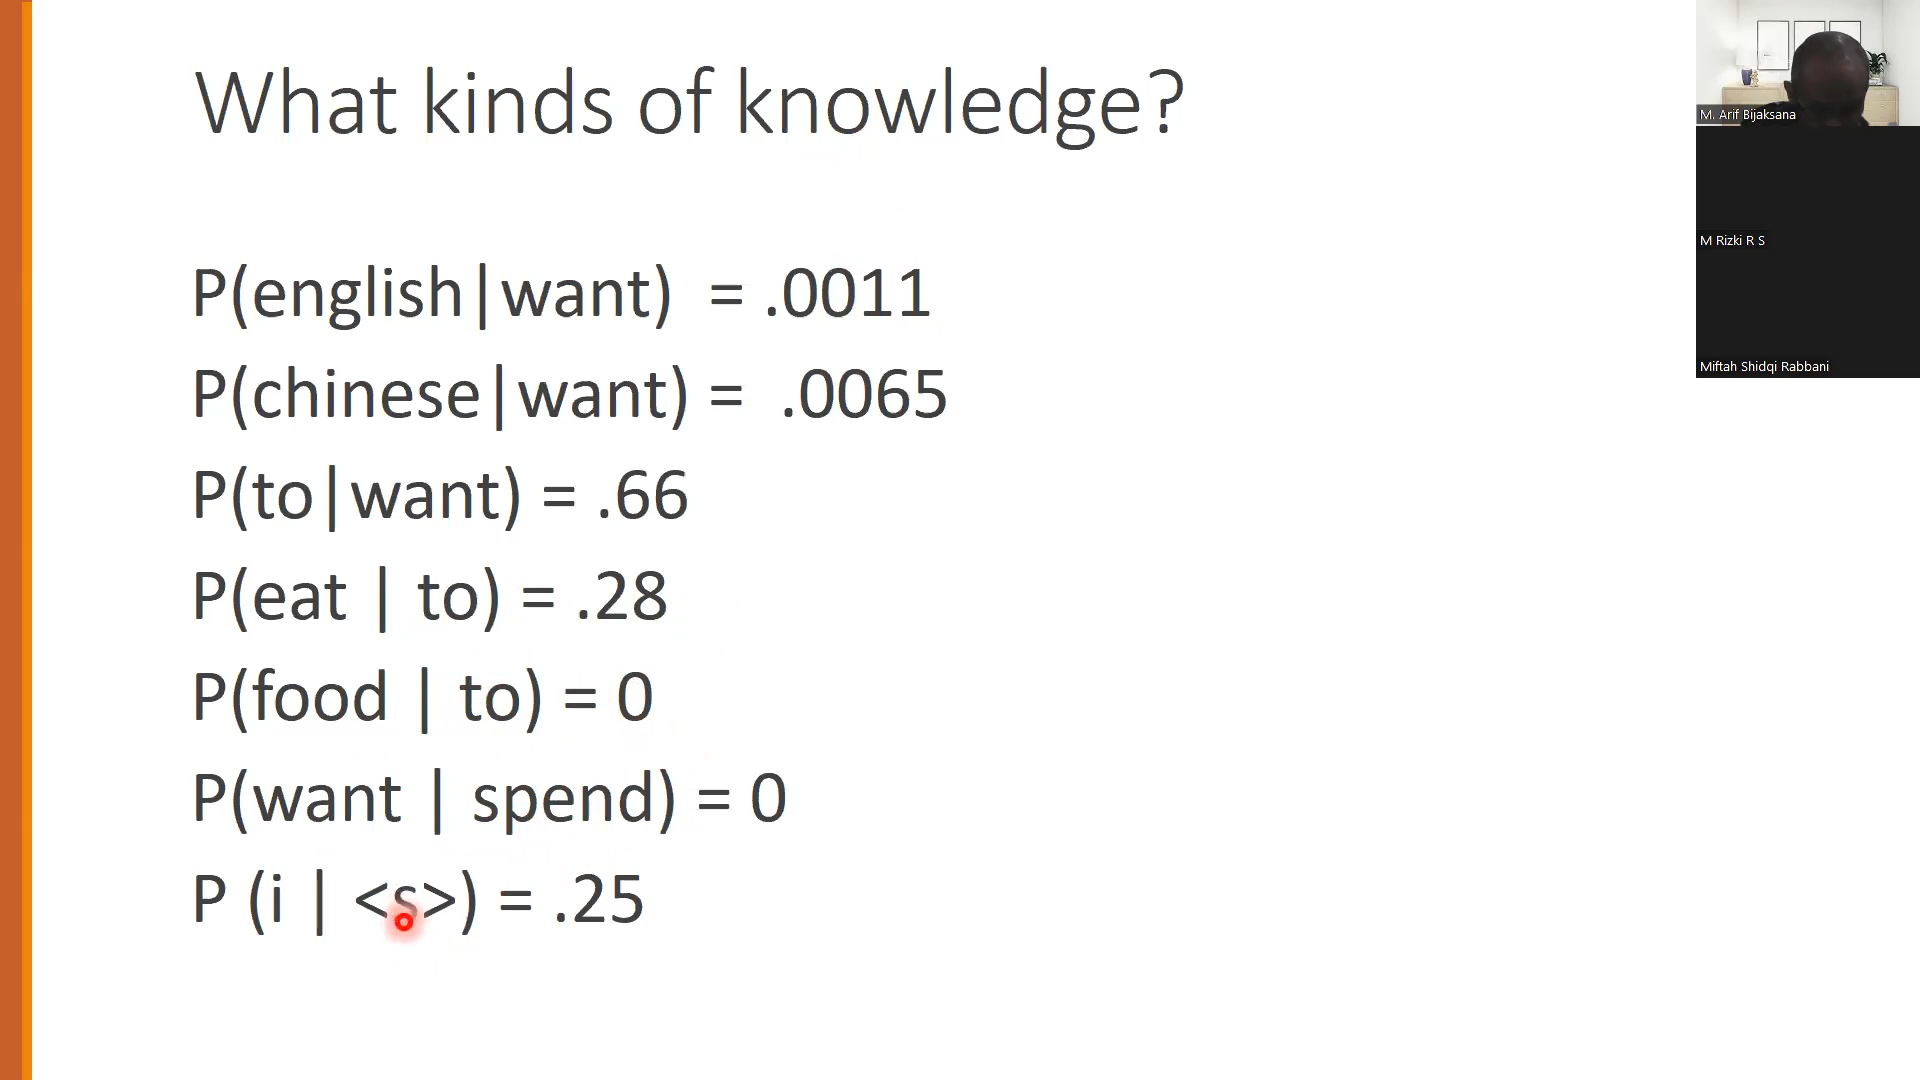 What kinds of knowledge?
P(english|want) = .0011
P(chinese|want) = .0065
P(to|want) = .66
P(eat | to) = .28
P(food | to) = 0
P(want | spend) = 0
P (i | <s>) = .25
M. Arif Bijaksana
M Rizki R S
Miftah Shidqi Rabbani